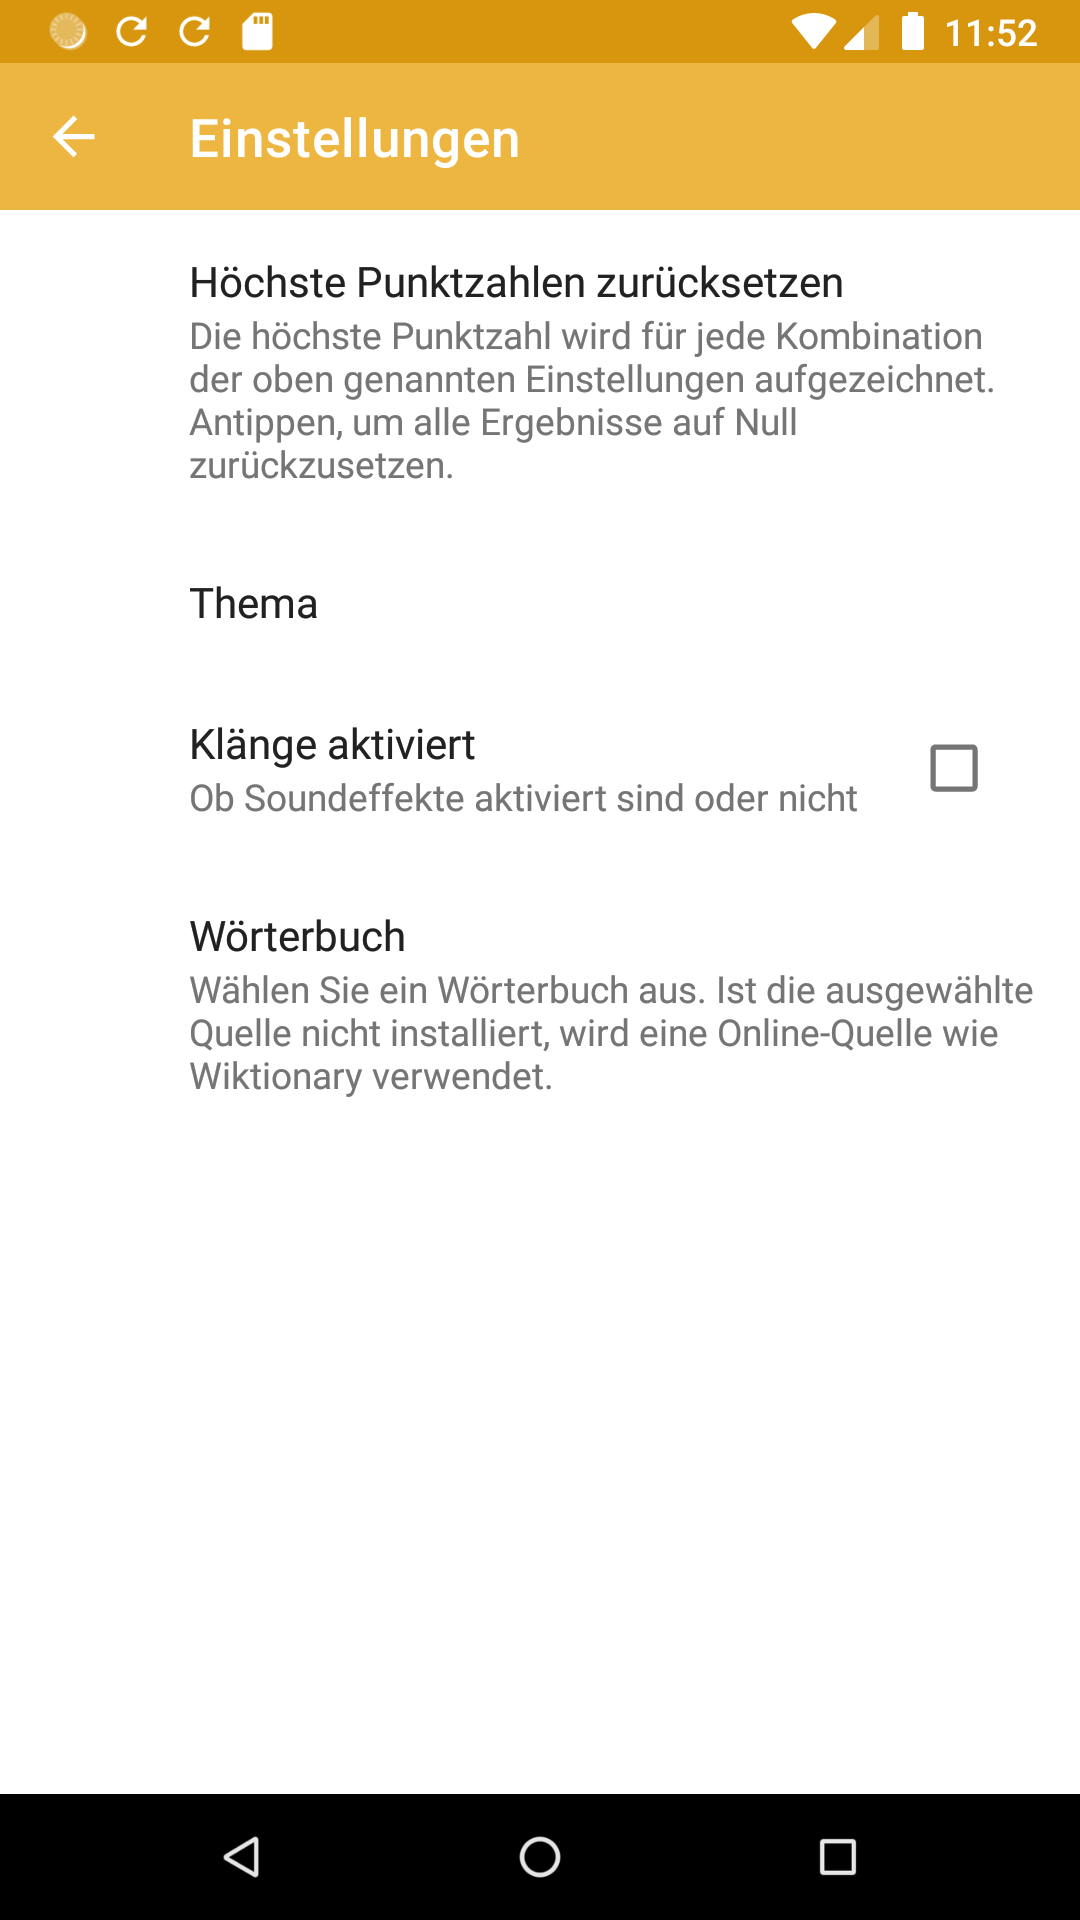 11:52
Einstellungen
Höchste Punktzahlen zurücksetzen
Die höchste Punktzahl wird für jede Kombination
der oben genannten Einstellungen aufgezeichnet.
Antippen, um alle Ergebnisse auf Null
zurückzusetzen.
Thema
Klänge aktiviert
Ob Soundeffekte aktiviert sind oder nicht
Wörterbuch
Wählen Sie ein Wörterbuch aus. Ist die ausgewählte
Quelle nicht installiert, wird eine Online-Quelle wie
Wiktionary verwendet.